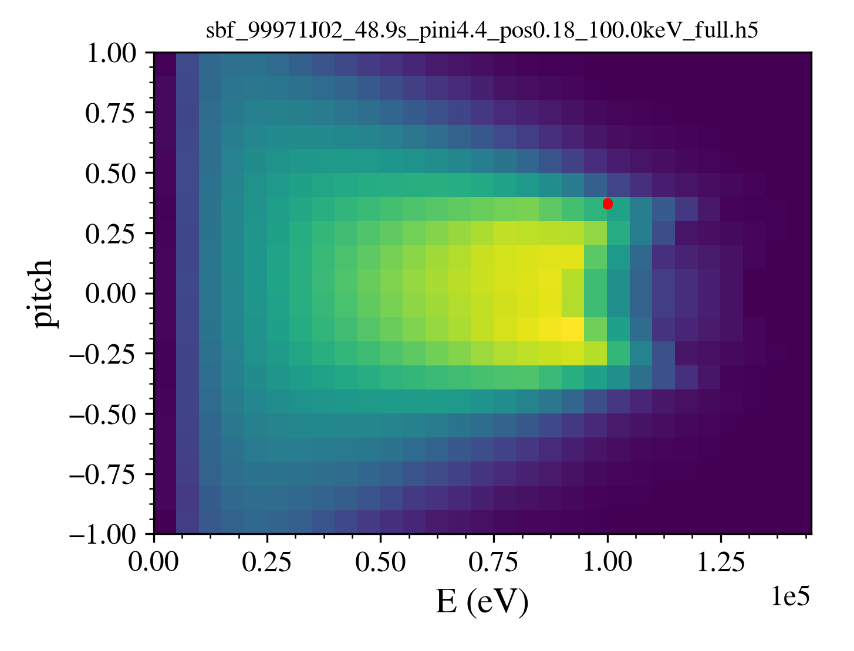 sbf_99971J02_48.9s_pini4.4_pos0.18_100.0keV_full.h5
1.00
0.75
0.50
0.25
0.00
−0.25
−0.50
−0.75
−1.00
pitch
0.00 0.25 0.50 0.75 1.00 1.25
E (eV)
1e5